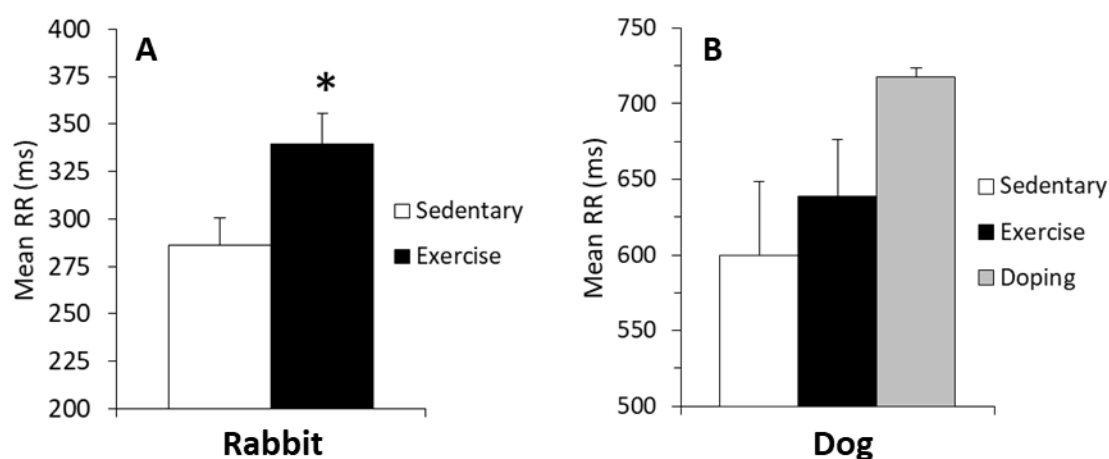 A
*
Mean RR (ms)
400
375
350
325
300
275
250
225
200
Sedentary
Exercise
Rabbit
B
Mean RR (ms)
750
700
650
600
550
500
Sedentary
Exercise
Doping
Dog